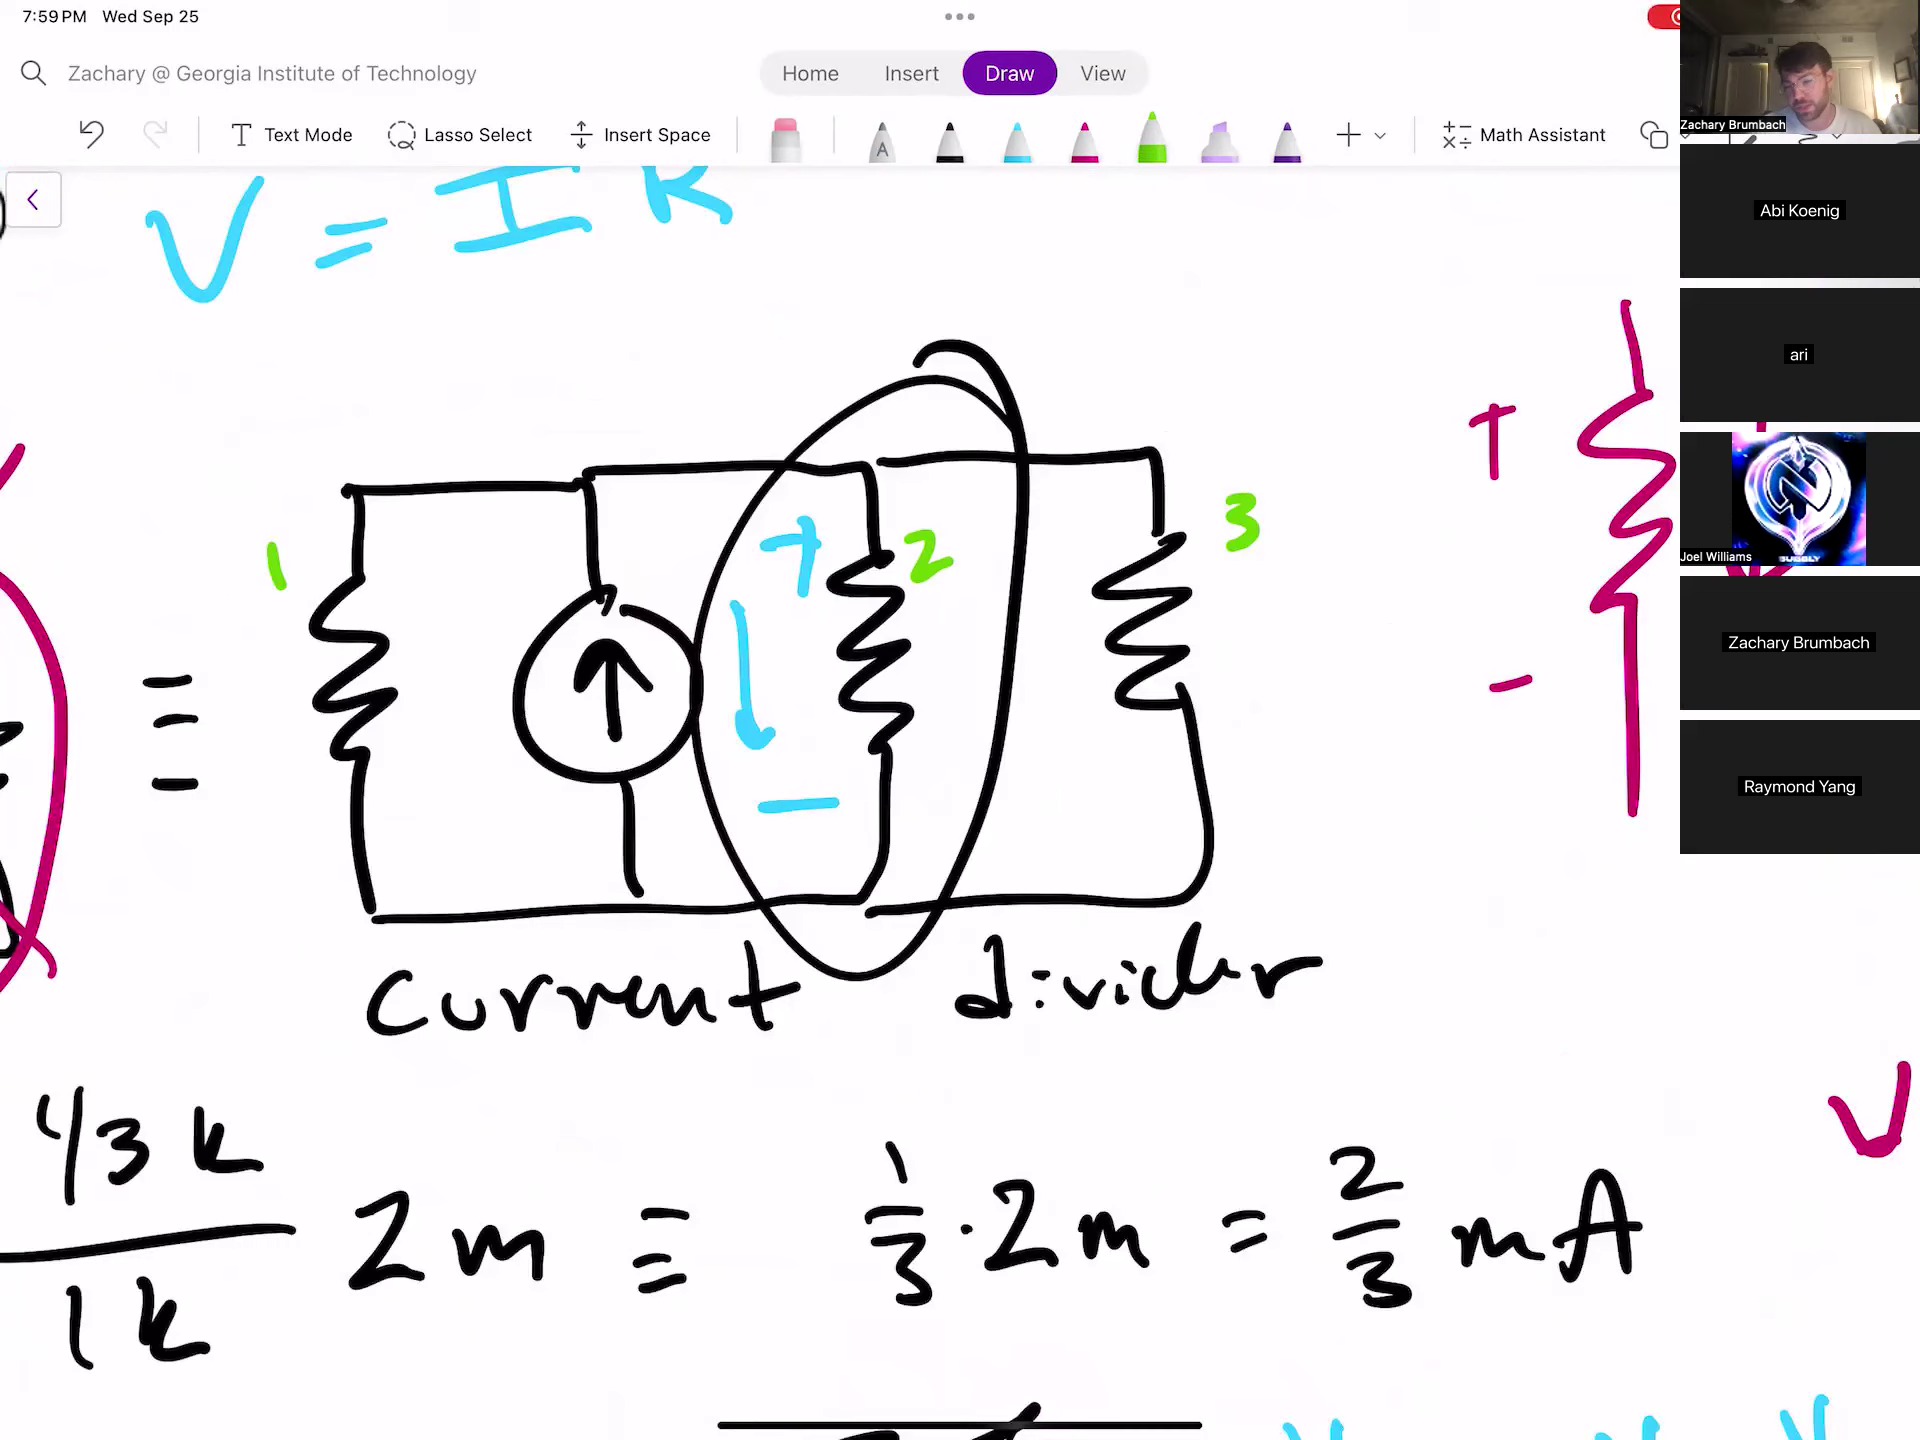 7:59 PM Wed Sep 25
Zachary @ Georgia Institute of Technology
Home Insert Draw View
Text Mode Lasso Select Insert Space Math Assistant
Zachary Brumbach
Abi Koenig
ari
Joel Williams
Zachary Brumbach
Raymond Yang
V = IR
+
-
1
+ 2
3
-
=
current divider
1/3 k
1k
2m = 1/3 · 2m = 2/3 mA
V